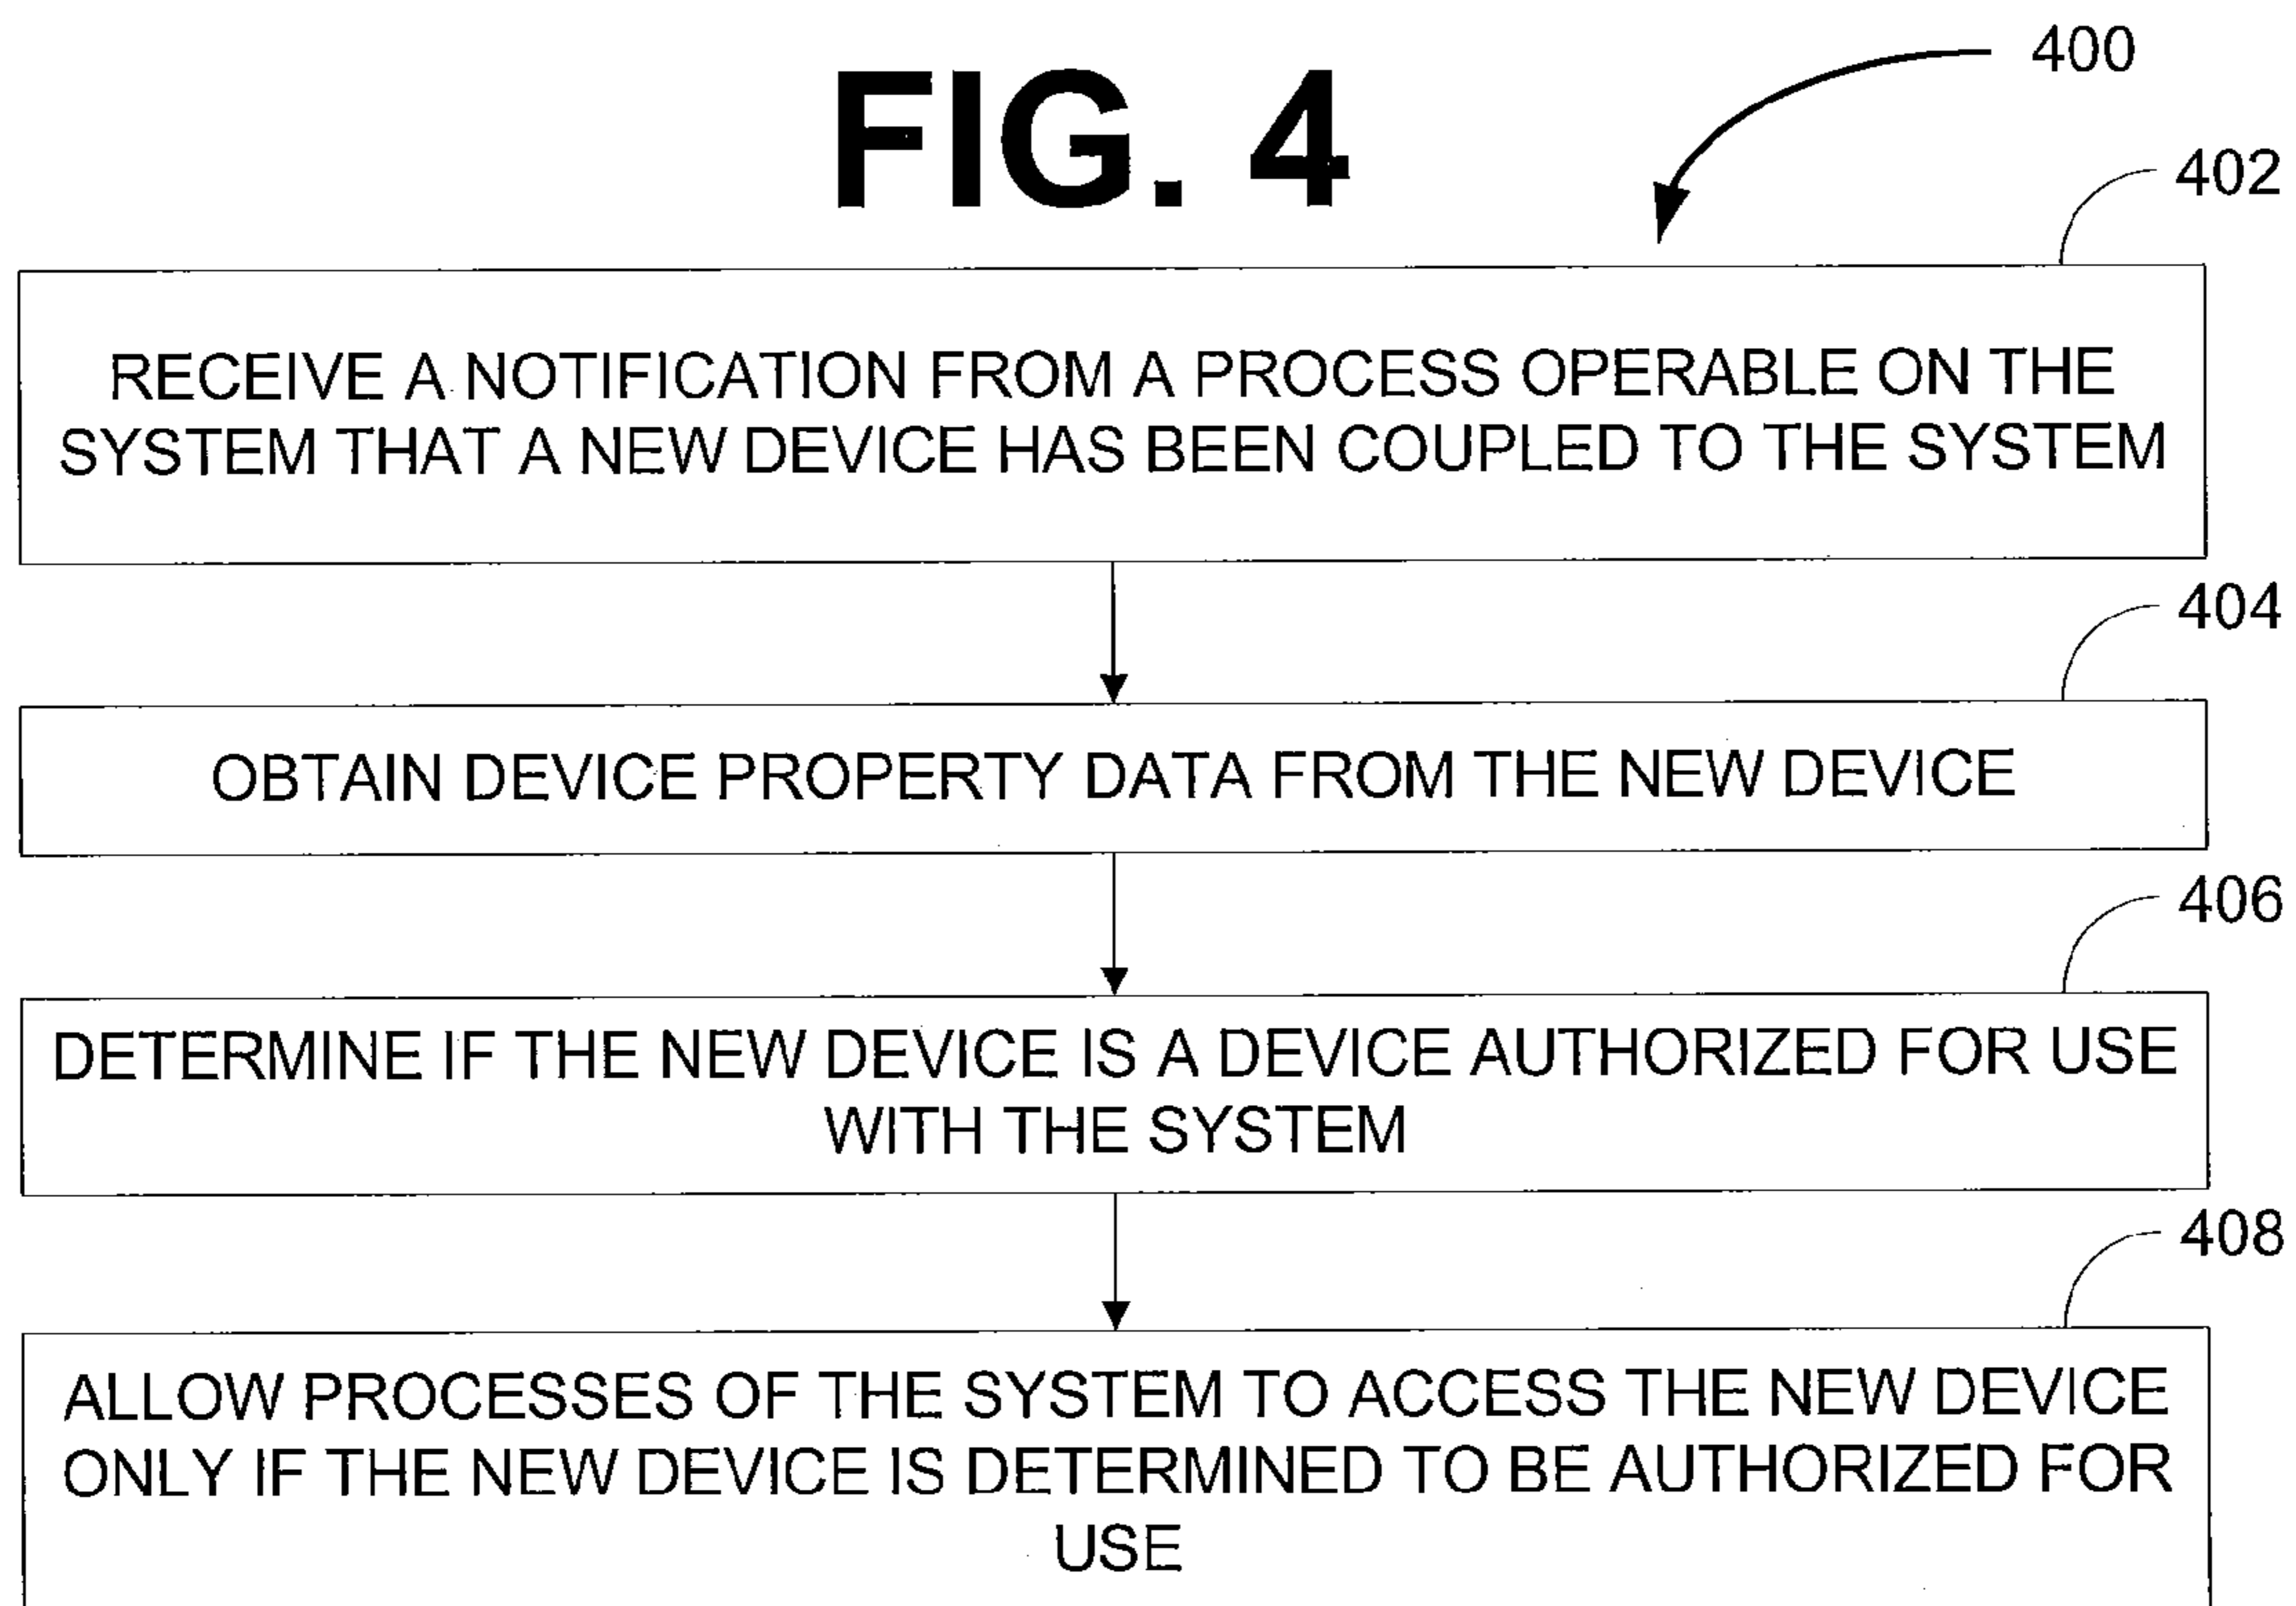 FIG. 4
400
402
RECEIVE A NOTIFICATION FROM A PROCESS OPERABLE ON THE
SYSTEM THAT A NEW DEVICE HAS BEEN COUPLED TO THE SYSTEM
404
OBTAIN DEVICE PROPERTY DATA FROM THE NEW DEVICE
406
DETERMINE IF THE NEW DEVICE IS A DEVICE AUTHORIZED FOR USE
WITH THE SYSTEM
408
ALLOW PROCESSES OF THE SYSTEM TO ACCESS THE NEW DEVICE
ONLY IF THE NEW DEVICE IS DETERMINED TO BE AUTHORIZED FOR
USE